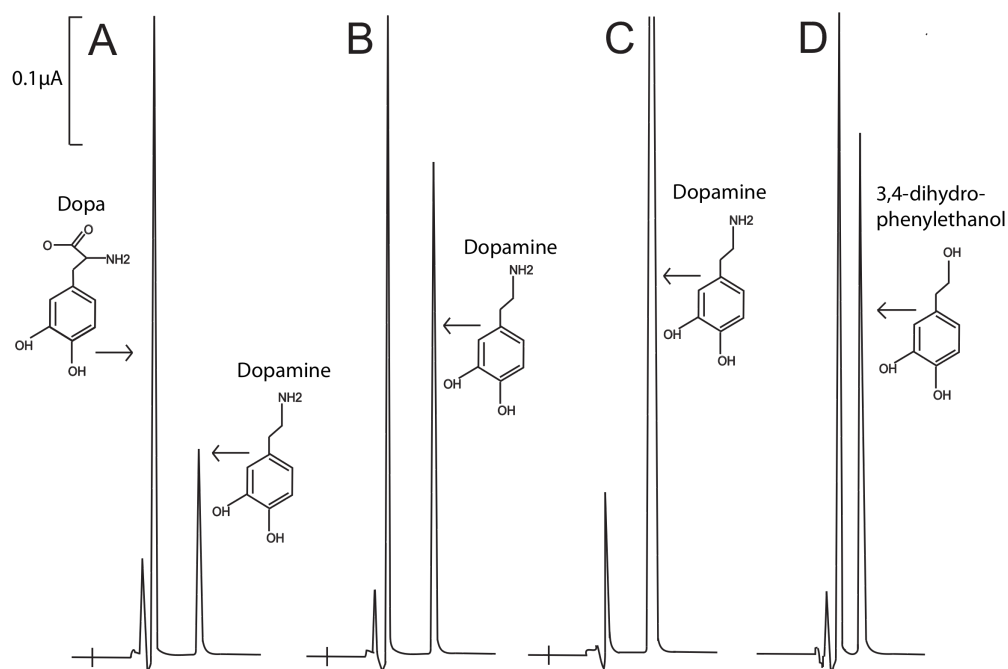 A
B
C
D
0.1µA
Dopa
O
O
NH2
OH
OH
Dopamine
NH2
OH
OH
Dopamine
NH2
OH
OH
Dopamine
NH2
OH
OH
3,4-dihydro-
phenylethanol
OH
OH
OH